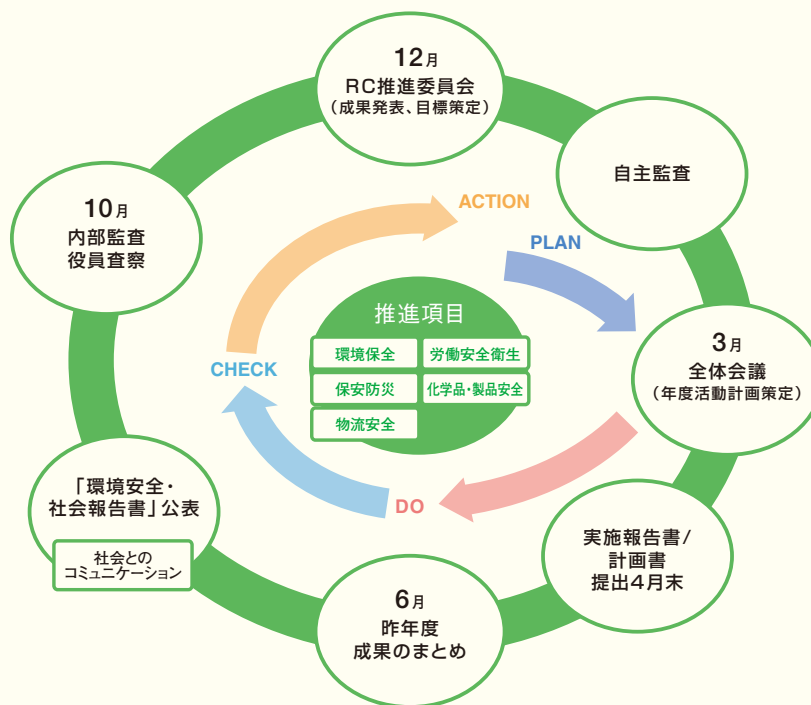 12月
RC推進委員会
（成果発表、目標策定）
自主監査
10月
内部監査
役員査察
ACTION
PLAN
推進項目
環境保全
労働安全衛生
保安防災
化学品・製品安全
物流安全
CHECK
3月
全体会議
（年度活動計画策定）
DO
「環境安全・
社会報告書」公表
社会との
コミュニケーション
実施報告書/
計画書
提出4月末
6月
昨年度
成果のまとめ